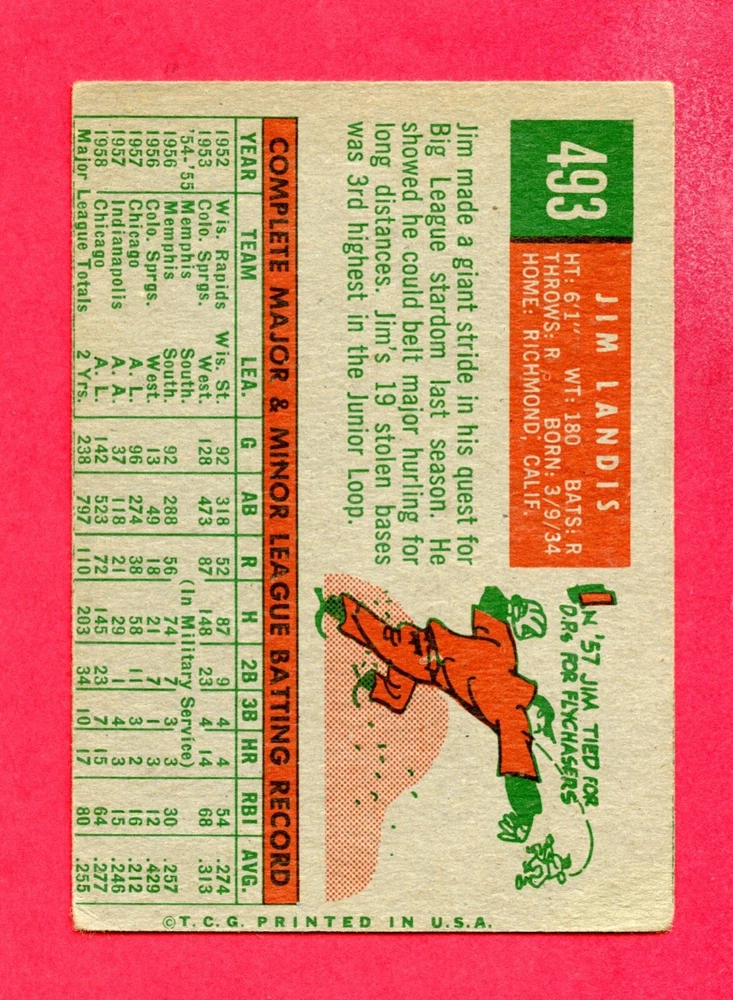 493
JIM LANDIS
HT: 6'1" WT: 180 BATS: R
THROWS: R BORN: 3/9/34
HOME: RICHMOND, CALIF.
Jim made a giant stride in his quest for
Big League stardom last season. He
showed he could belt major hurling for
long distances. Jim's 19 stolen bases
was 3rd highest in the Junior Loop.
IN '57 JIM TIED FOR
D.Ps FOR FLYCHASERS
COMPLETE MAJOR & MINOR LEAGUE BATTING RECORD
YEAR TEAM LEA. G AB R H 2B 3B HR RBI AVG.
1952 Wis. Rapids Wis. St. 92 318 52 87 9 4 4 54 .274
1953 Colo. Sprgs. West. 128 473 87 148 23 4 14 68 .313
'54-'55 Memphis South. (In Military Service)
1956 Memphis South. 92 288 56 74 7 3 3 30 .257
1956 Colo. Sprgs. West. 13 49 18 21 7 1 3 12 .429
1957 Chicago A. L. 96 274 38 58 11 3 2 16 .212
1957 Indianapolis A. A. 37 118 21 29 1 4 3 15 .246
1958 Chicago A. L. 142 523 72 145 23 7 15 64 .277
Major League Totals 2 Yrs. 238 797 110 203 34 10 17 80 .255
©T.C.G. PRINTED IN U.S.A.